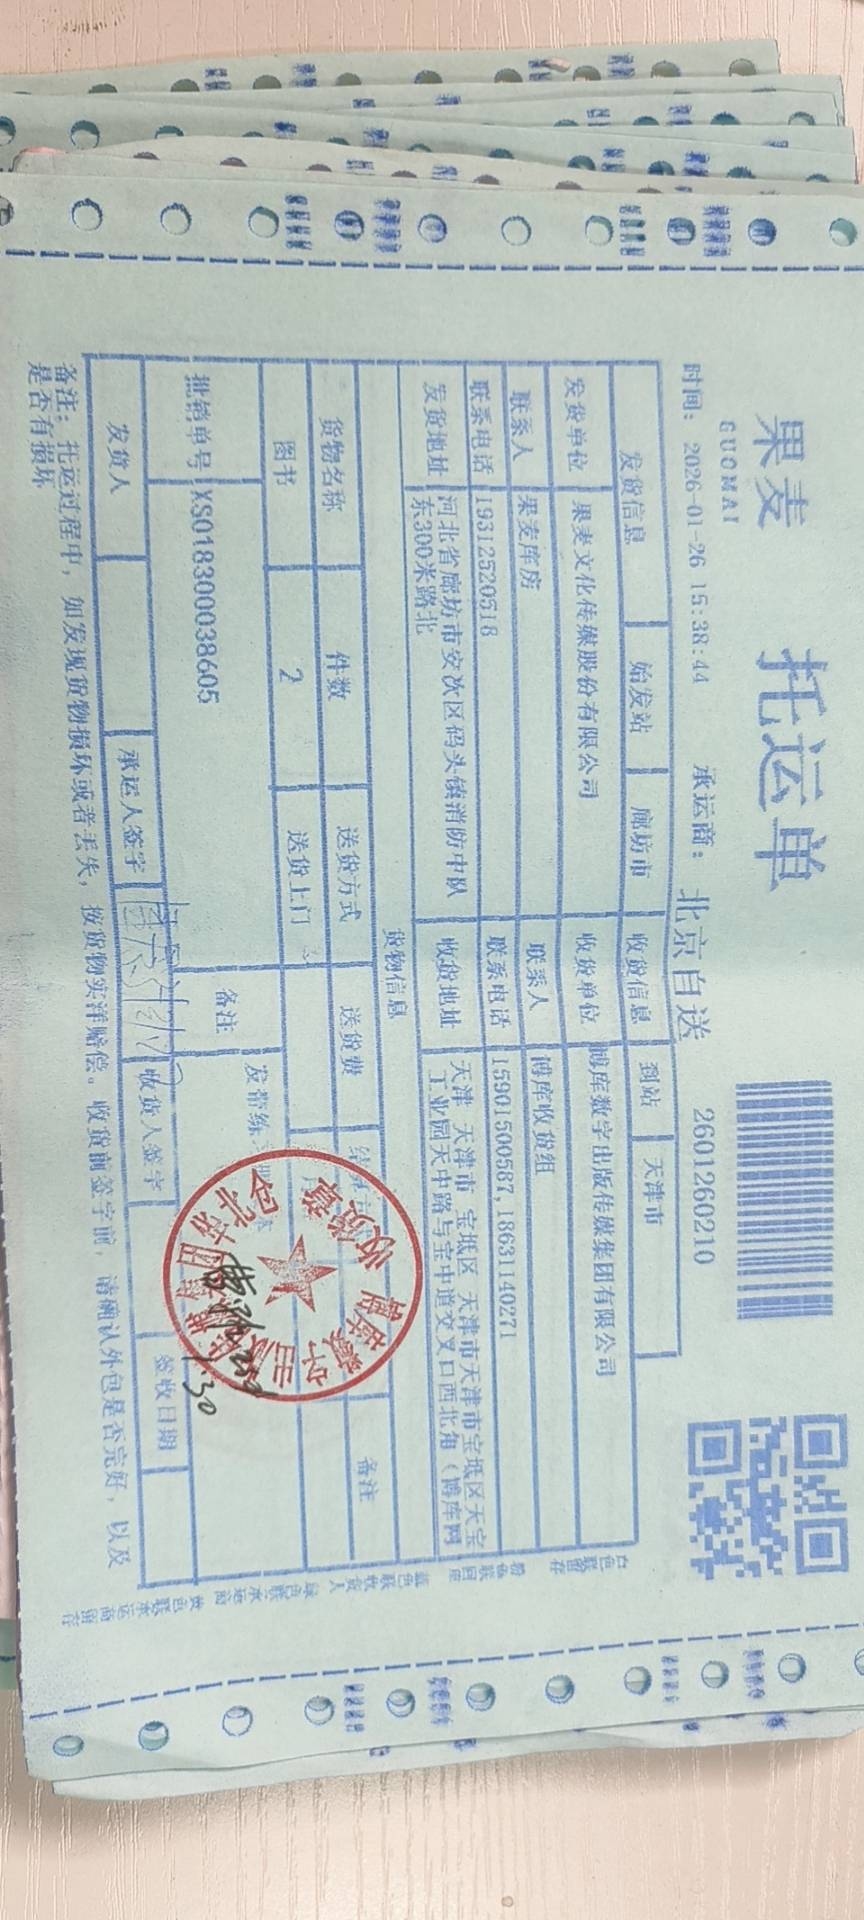 果麦
GUOMAI
托运单
时间: 2026-01-26 15:38:44 承运商: 北京自送 2601260210
发货信息 始发站 廊坊市 收货信息 到站 天津市
发货单位 果麦文化传媒股份有限公司 收货单位 博库数字出版传媒集团有限公司
联系人 果麦库房 联系人 博库收货组
联系电话 19312520518 联系电话 15901500587,18631140271
发货地址 河北省廊坊市安次区码头镇消防中队东300米路北 收货地址 天津 天津市 宝坻区 天津市天津市宝坻区天宝工业园天中路与宝中道交叉口西北角(博库网
货物信息
货物名称 件数 送货方式 送货费 备注
图书 2 送货上门
批销单号 XS018300038605 备注
发货人 承运人签字 收货人签字 签收日期
备注: 托运过程中, 如发现货物损坏或者丢失, 按货物实洋赔偿。收货前签字前, 请确认外包是否完好, 以及是否有损坏
收货章
1.30